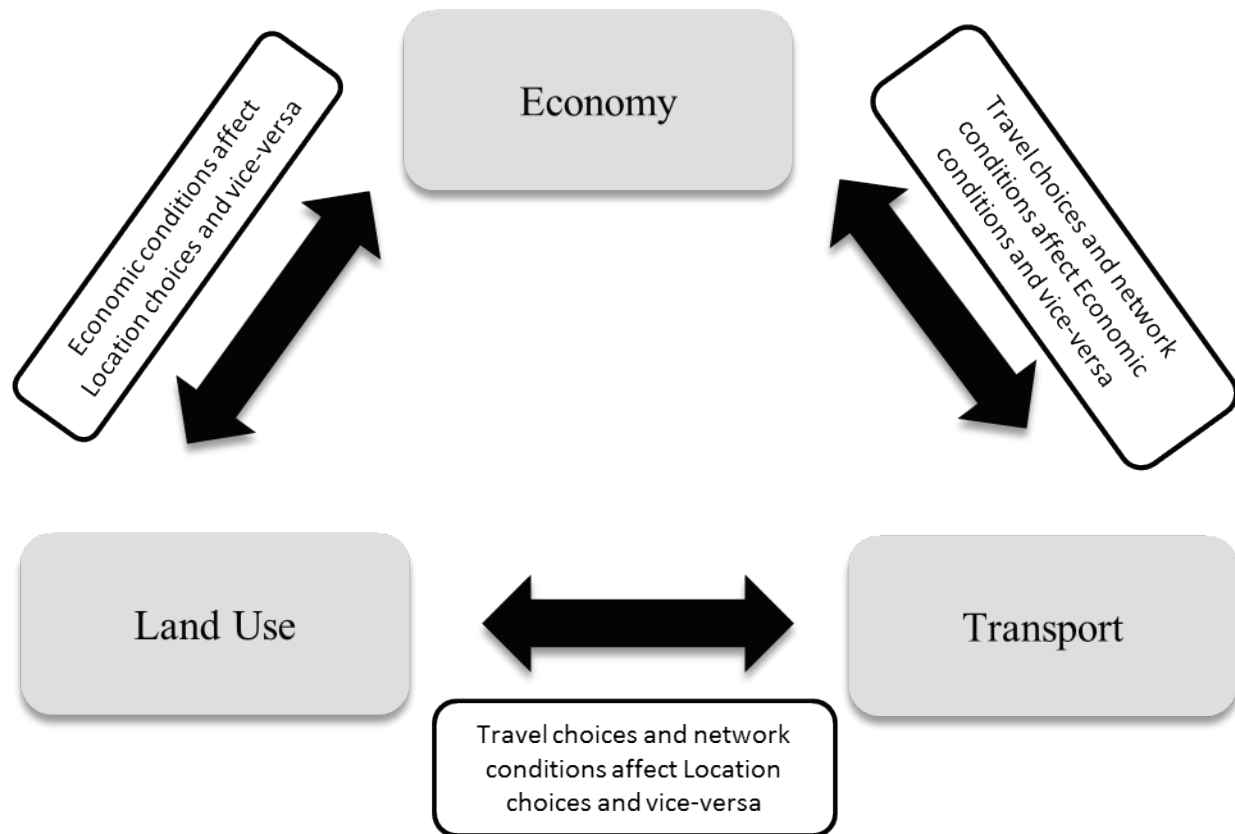 Economy
Economic conditions affect
Location choices and vice-versa
Travel choices and network
conditions affect Economic
conditions and vice-versa
Land Use
Transport
Travel choices and network
conditions affect Location
choices and vice-versa